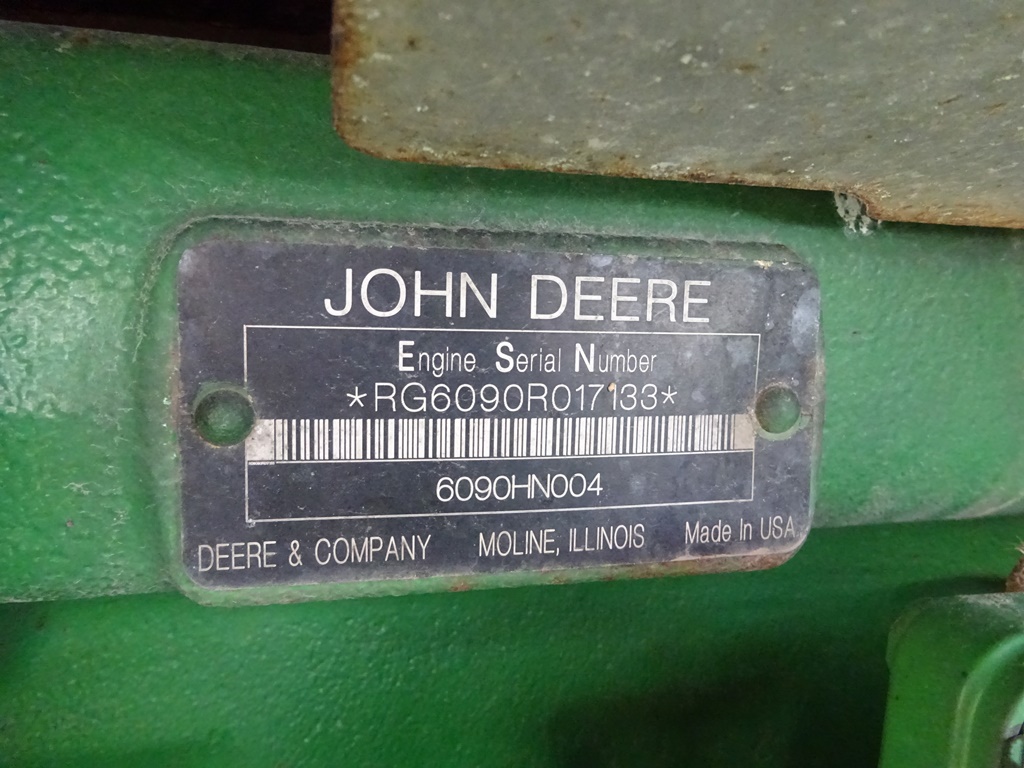 JOHN DEERE
Engine Serial Number
*RG6090R017133*
6090HN004
DEERE & COMPANY MOLINE, ILLINOIS Made In USA